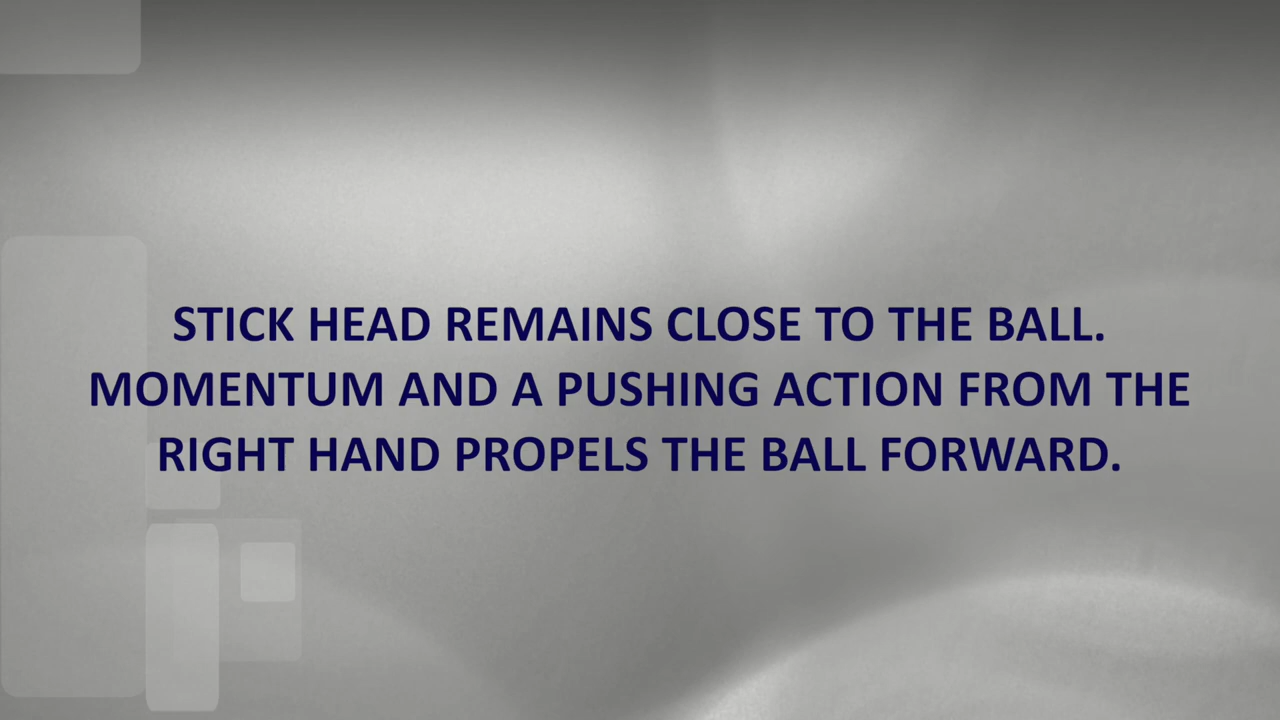 STICK HEAD REMAINS CLOSE TO THE BALL.
MOMENTUM AND A PUSHING ACTION FROM THE
RIGHT HAND PROPELS THE BALL FORWARD.